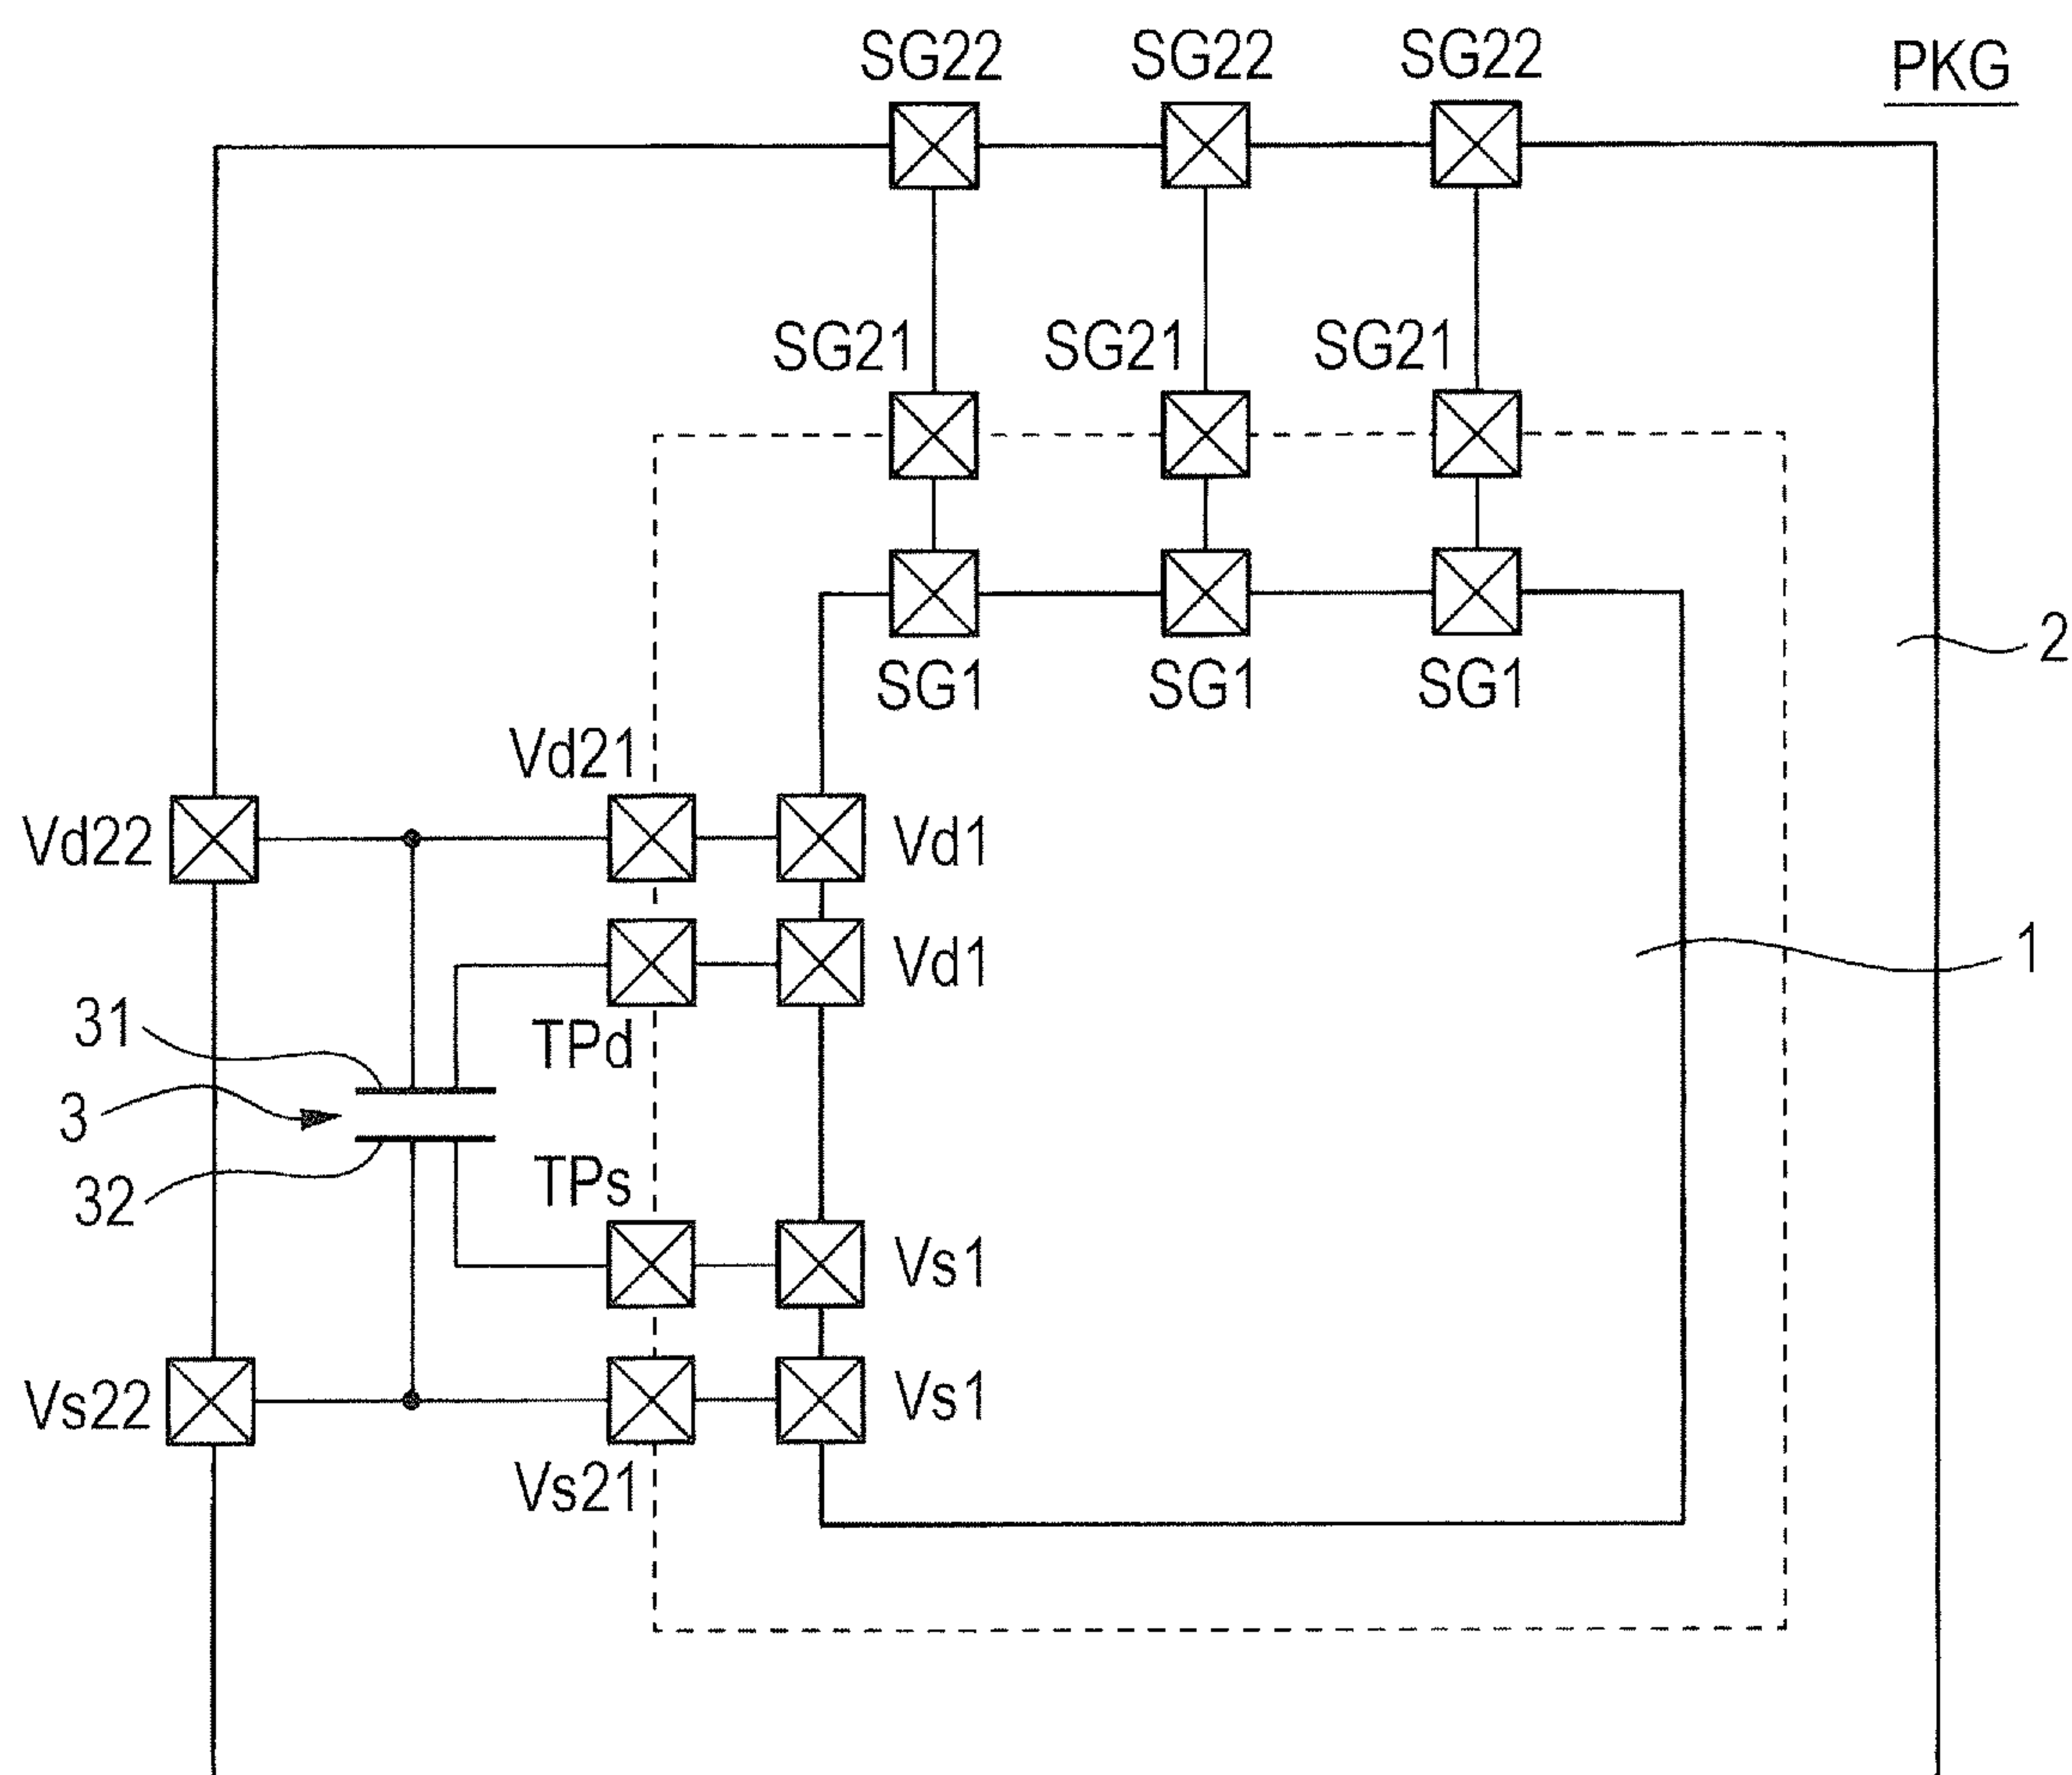 SG22 SG22 SG22 PKG
SG21 SG21 SG21
2
SG1 SG1 SG1
Vd21
Vd22 Vd1
Vd1 1
31 TPd
3
32 TPs
Vs1
Vs22 Vs1
Vs21